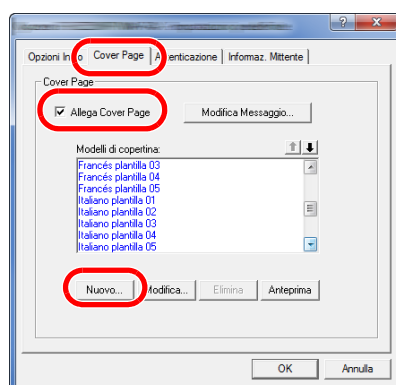 Opzioni In o Cover Page A enticazione Informaz. Mittente
Cover Page
Allega Cover Page Modifica Messaggio...
Modelli di copertina:
Francés plantilla 03
Francés plantilla 04
Francés plantilla 05
Italiano plantilla 01
Italiano plantilla 02
Italiano plantilla 03
Italiano plantilla 04
Italiano plantilla 05
Nuovo... Modifica... Elimina Anteprima
OK Annulla